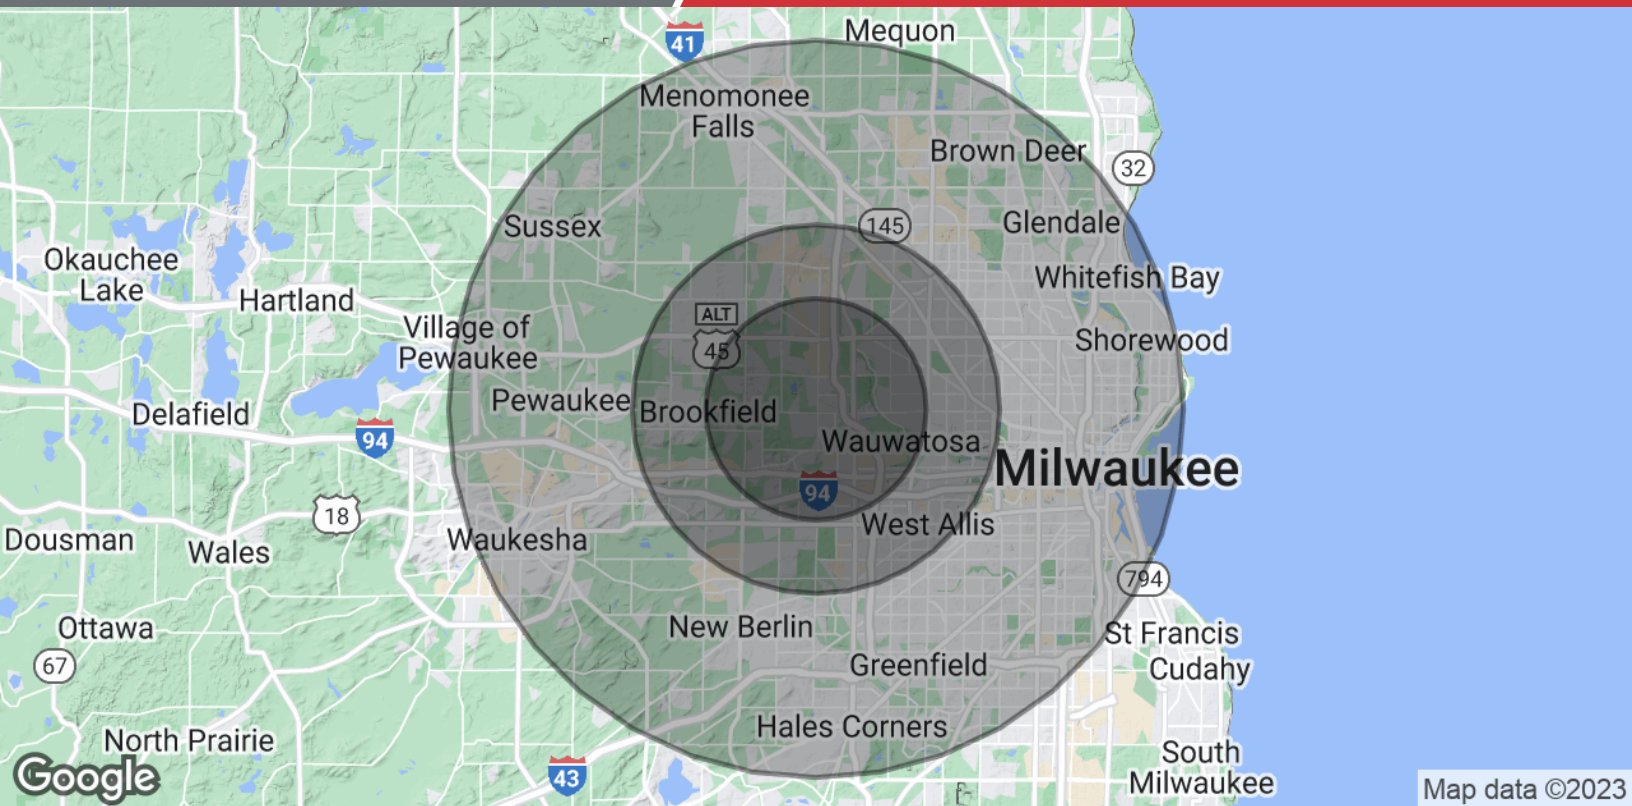 Mequon
41
Menomonee
Falls
Brown Deer
32
Sussex
145
Glendale
Okauchee
Lake
Whitefish Bay
Hartland
ALT
45
Village of
Pewaukee
Shorewood
Pewaukee
Brookfield
Delafield
94
Wauwatosa
Milwaukee
94
18
West Allis
Dousman
Wales
Waukesha
794
Ottawa
New Berlin
St Francis
67
Greenfield
Cudahy
North Prairie
Hales Corners
South
Milwaukee
43
Google
Map data ©2023